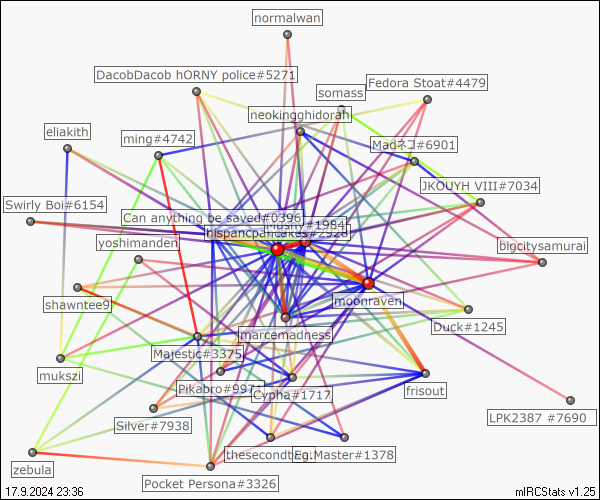 normalwan
DacobDacob hORNY police#5271
Fedora Stoat#4479
somass
neokingghidorah
eliakith
ming#4742
Madネコ#6901
JKOUYH VIII#7034
Swirly Boi#6154
Can anything be saved#0396
Mushy#1984
hispancpancakes#2928
yoshimanden
bigcitysamurai
shawntee9
moonraven
marcemadness
Duck#1245
Majestic#3375
mukszi
Pikabro#9971
Cypha#1717
frisout
LPK2387 #7690
Silver#7938
thesecondten
Eg.Master#1378
zebula
Pocket Persona#3326
17.9.2024 23:36
mIRCStats v1.25